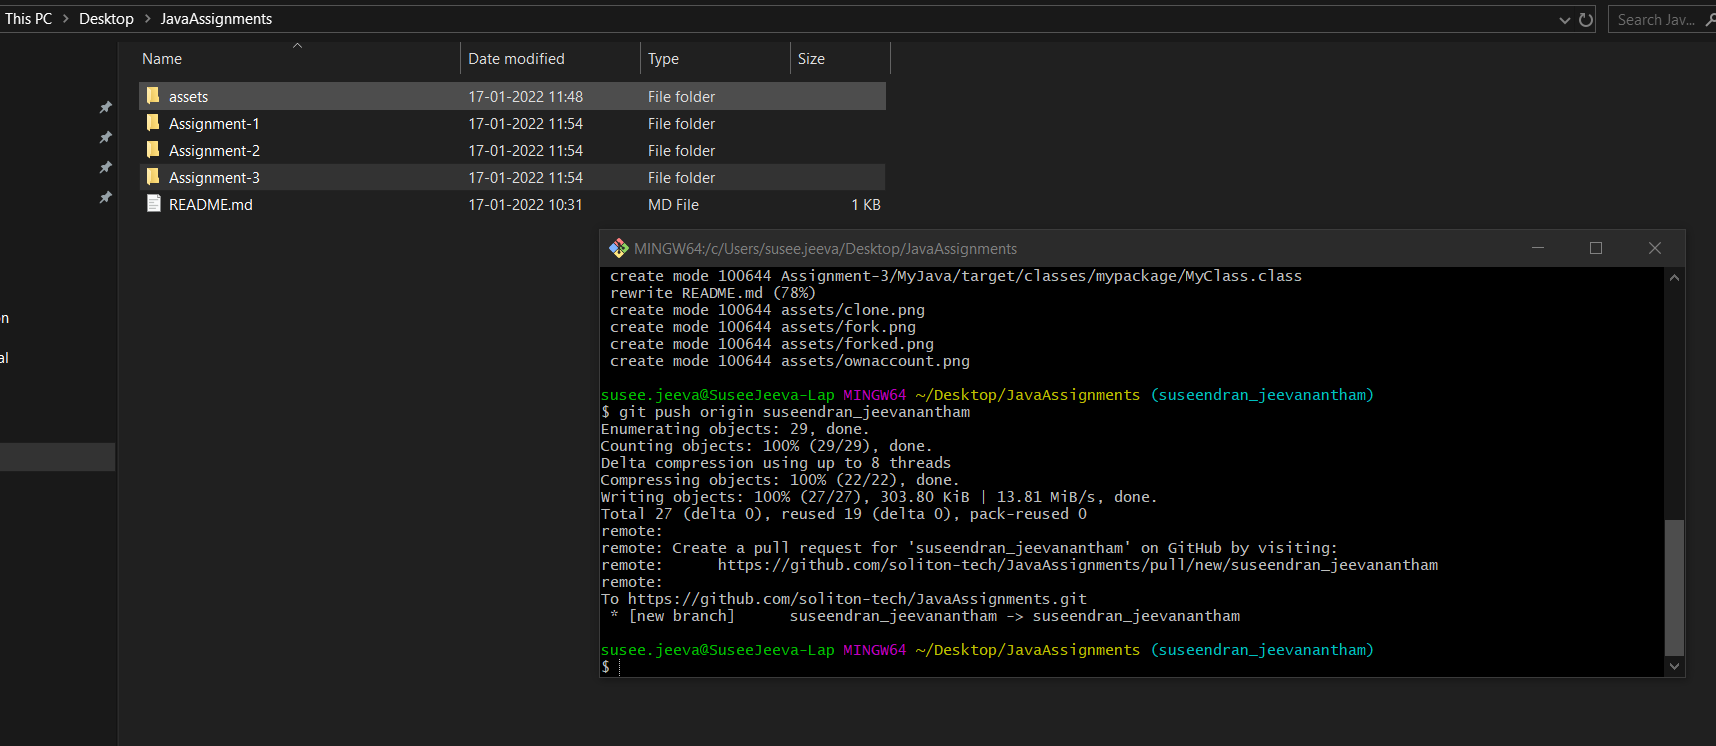 This PC > Desktop > JavaAssignments
Search Jav...
Name Date modified Type Size
assets 17-01-2022 11:48 File folder
Assignment-1 17-01-2022 11:54 File folder
Assignment-2 17-01-2022 11:54 File folder
Assignment-3 17-01-2022 11:54 File folder
README.md 17-01-2022 10:31 MD File 1 KB
n
al
MINGW64:/c/Users/susee.jeeva/Desktop/JavaAssignments
create mode 100644 Assignment-3/MyJava/target/classes/mypackage/MyClass.class
rewrite README.md (78%)
create mode 100644 assets/clone.png
create mode 100644 assets/fork.png
create mode 100644 assets/forked.png
create mode 100644 assets/ownaccount.png
susee.jeeva@SuseeJeeva-Lap MINGW64 ~/Desktop/JavaAssignments (suseendran_jeevanantham)
$ git push origin suseendran_jeevanantham
Enumerating objects: 29, done.
Counting objects: 100% (29/29), done.
Delta compression using up to 8 threads
Compressing objects: 100% (22/22), done.
Writing objects: 100% (27/27), 303.80 KiB | 13.81 MiB/s, done.
Total 27 (delta 0), reused 19 (delta 0), pack-reused 0
remote:
remote: Create a pull request for 'suseendran_jeevanantham' on GitHub by visiting:
remote:      https://github.com/soliton-tech/JavaAssignments/pull/new/suseendran_jeevanantham
remote:
To https://github.com/soliton-tech/JavaAssignments.git
* [new branch]      suseendran_jeevanantham -> suseendran_jeevanantham
susee.jeeva@SuseeJeeva-Lap MINGW64 ~/Desktop/JavaAssignments (suseendran_jeevanantham)
$